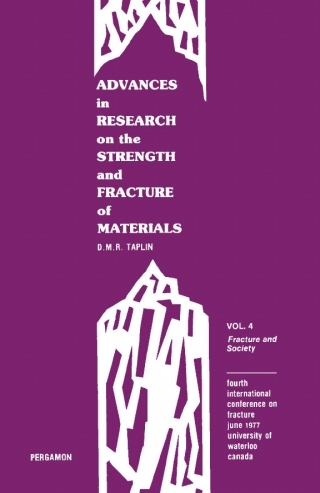 ADVANCES
in
RESEARCH
on the
STRENGTH
and
FRACTURE
of
MATERIALS
D.M.R. TAPLIN
VOL. 4
Fracture and
Society
fourth
international
conference on
fracture
june 1977
university of
waterloo
canada
PERGAMON